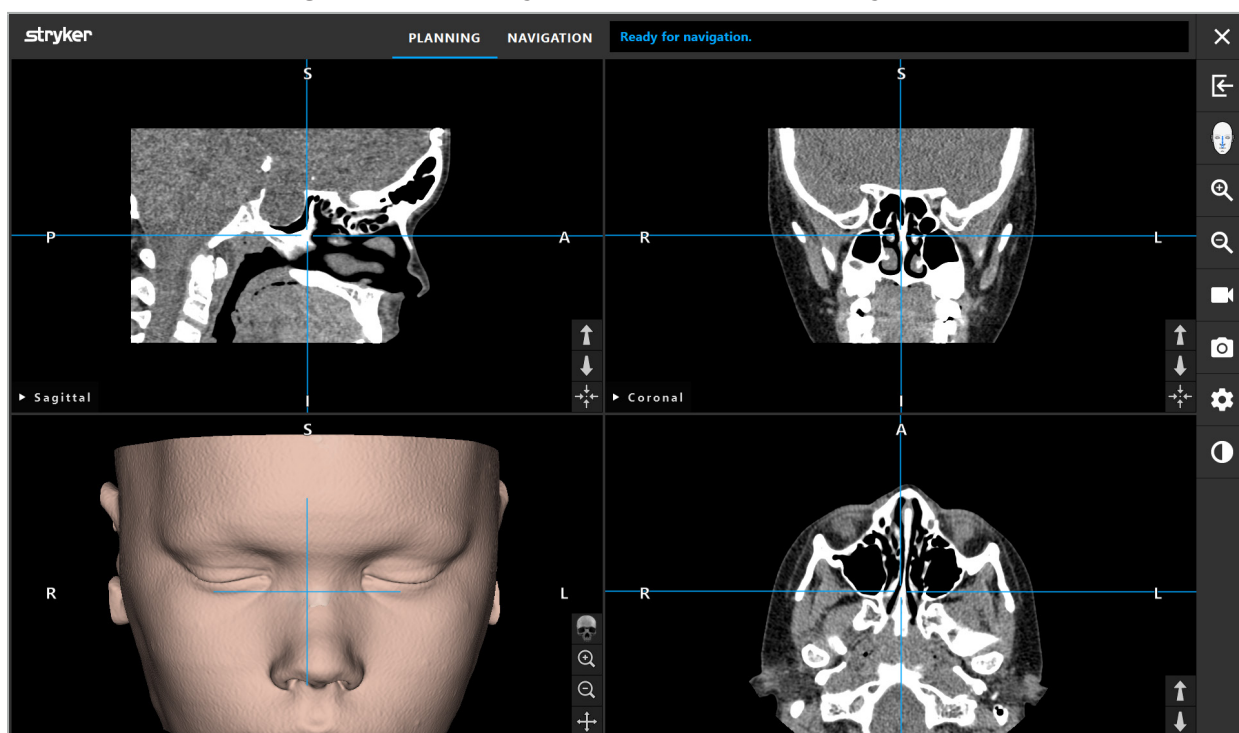 stryker
PLANNING NAVIGATION Ready for navigation.
S S
P A R L
I I
▶ Sagittal ▶ Coronal
S A
R L R L